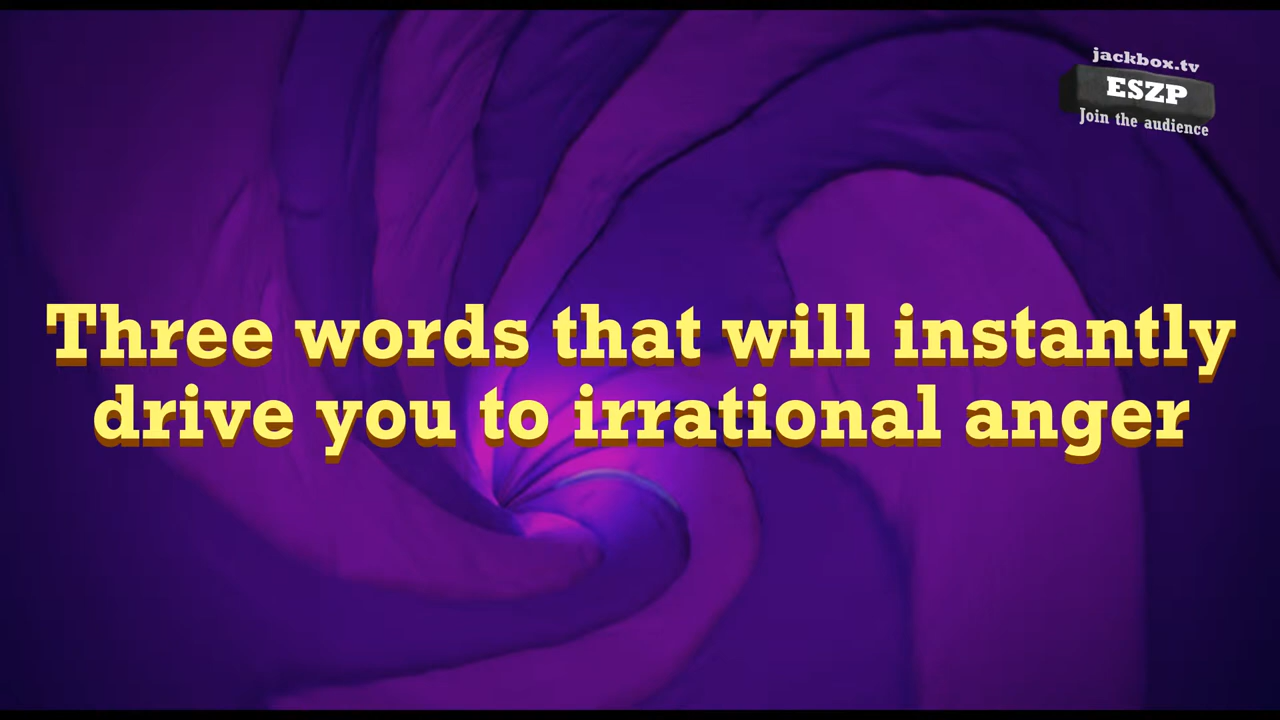 jackbox.tv
ESZP
Join the audience
Three words that will instantly
drive you to irrational anger